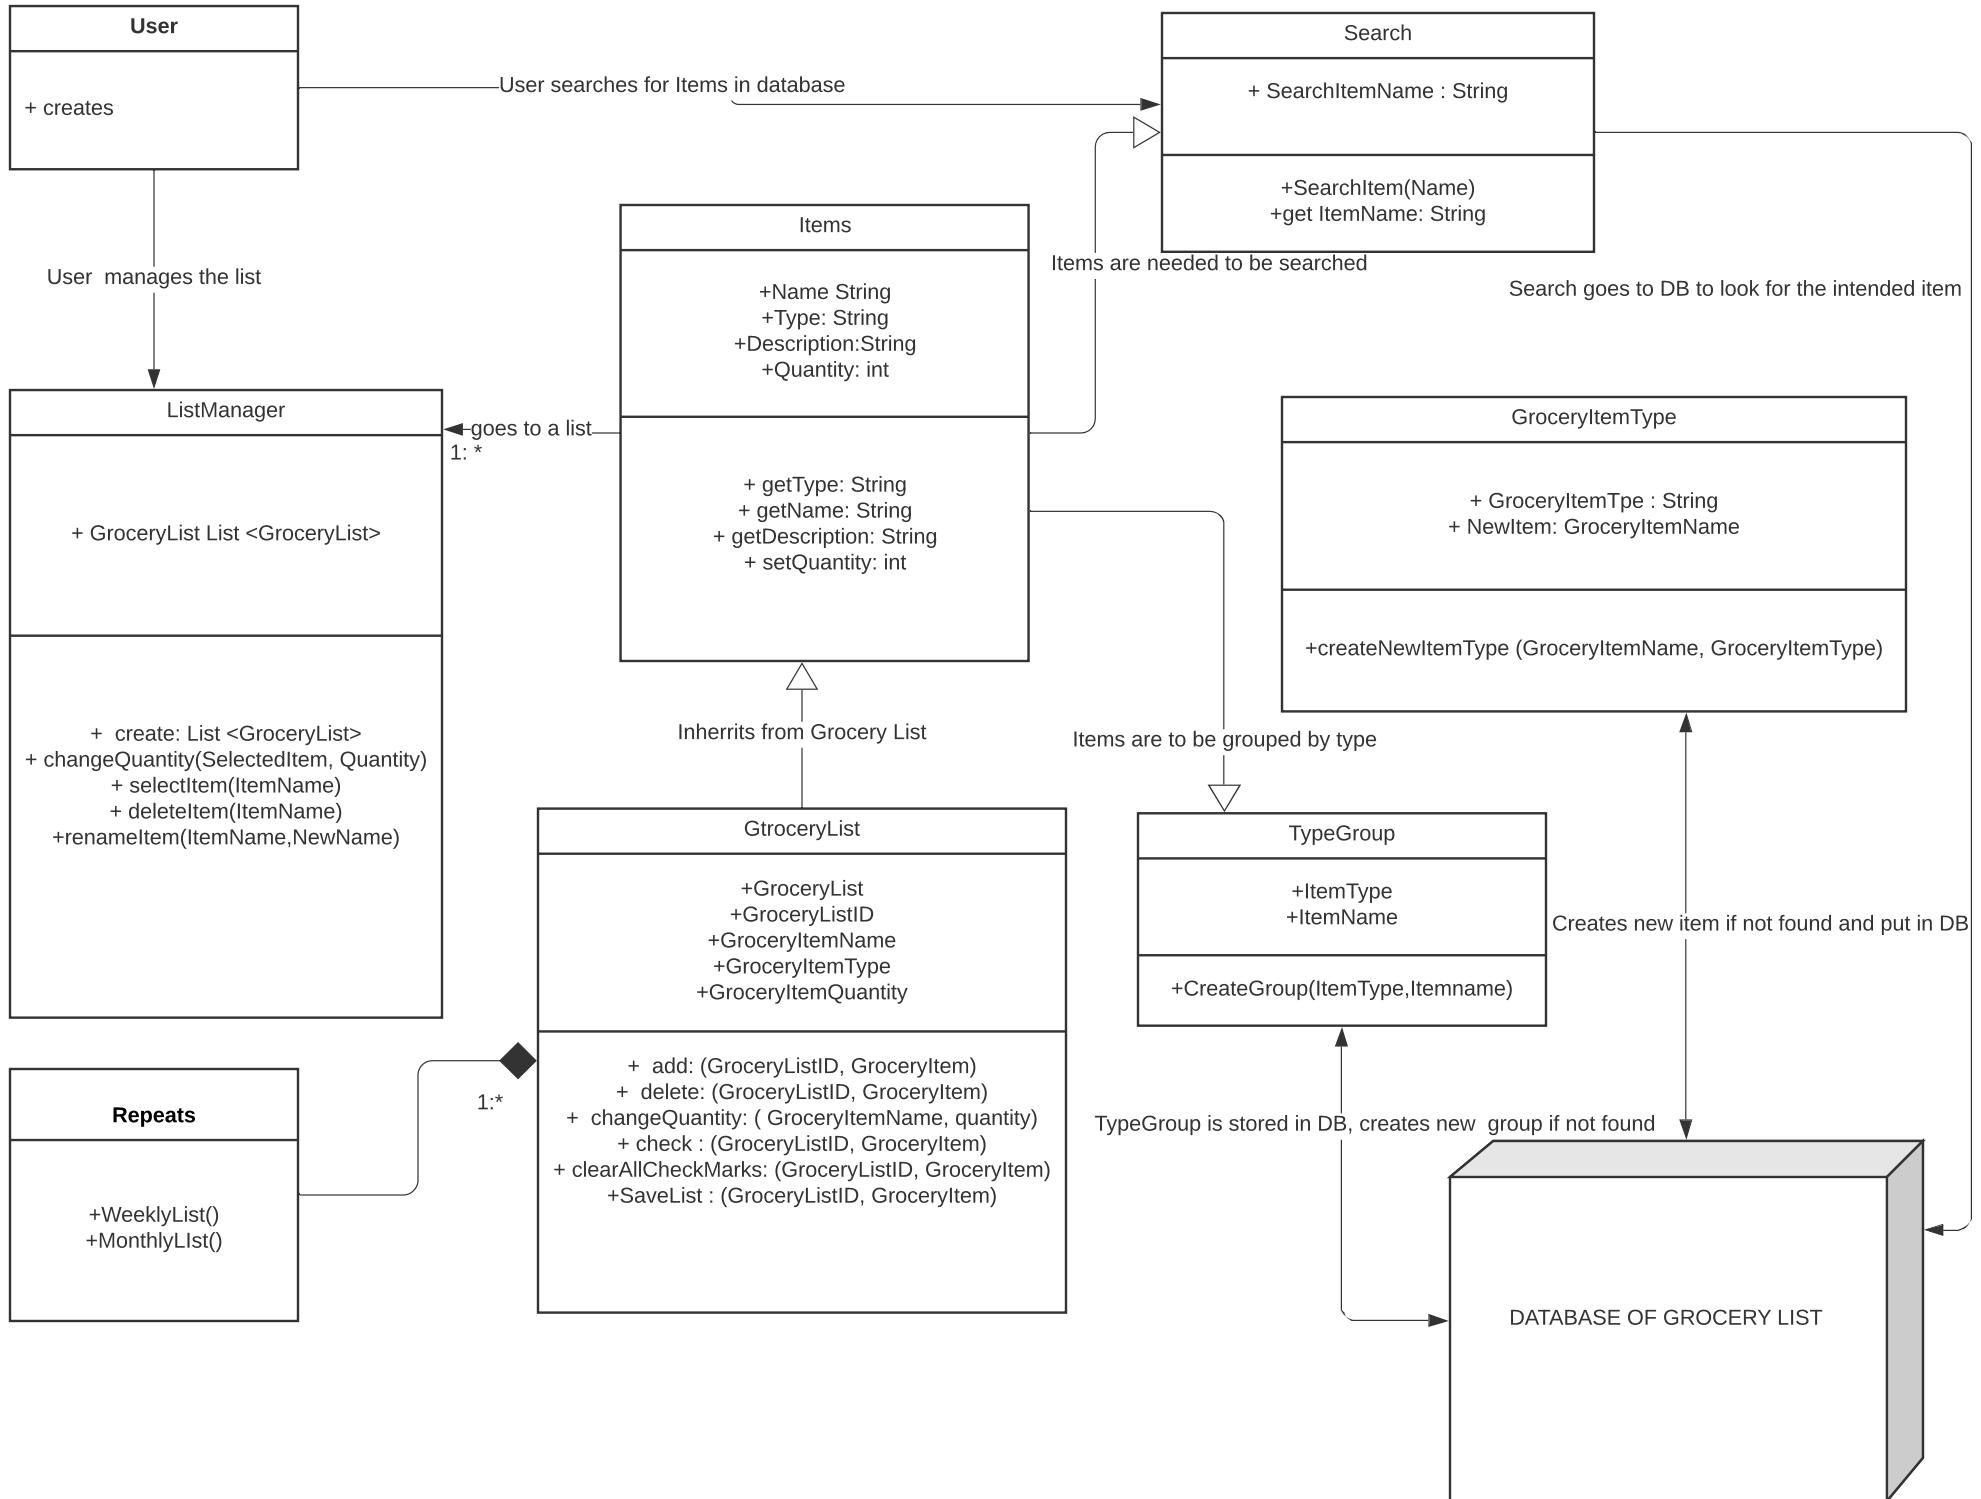 User
+ creates
User searches for Items in database
Search
+ SearchItemName : String
+SearchItem(Name)
+get ItemName: String
User  manages the list
Items
+Name String
+Type: String
+Description:String
+Quantity: int
+ getType: String
+ getName: String
+ getDescription: String
+ setQuantity: int
Items are needed to be searched
Search goes to DB to look for the intended item
ListManager
+ GroceryList List <GroceryList>
+  create: List <GroceryList>
+ changeQuantity(SelectedItem, Quantity)
+ selectItem(ItemName)
+ deleteItem(ItemName)
+renameItem(ItemName,NewName)
goes to a list
1: *
GroceryItemType
+ GroceryItemTpe : String
+ NewItem: GroceryItemName
+createNewItemType (GroceryItemName, GroceryItemType)
Inherrits from Grocery List
Items are to be grouped by type
GtroceryList
+GroceryList
+GroceryListID
+GroceryItemName
+GroceryItemType
+GroceryItemQuantity
+  add: (GroceryListID, GroceryItem)
+  delete: (GroceryListID, GroceryItem)
+  changeQuantity: ( GroceryItemName, quantity)
+ check : (GroceryListID, GroceryItem)
+ clearAllCheckMarks: (GroceryListID, GroceryItem)
+SaveList : (GroceryListID, GroceryItem)
TypeGroup
+ItemType
+ItemName
+CreateGroup(ItemType,Itemname)
Creates new item if not found and put in DB
Repeats
+WeeklyList()
+MonthlyLIst()
1:*
TypeGroup is stored in DB, creates new  group if not found
DATABASE OF GROCERY LIST